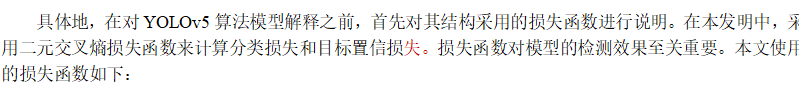 具体地，在对 YOLOv5 算法模型解释之前，首先对其结构采用的损失函数进行说明。在本发明中，采
用二元交叉熵损失函数来计算分类损失和目标置信损失。损失函数对模型的检测效果至关重要。本文使用
的损失函数如下：